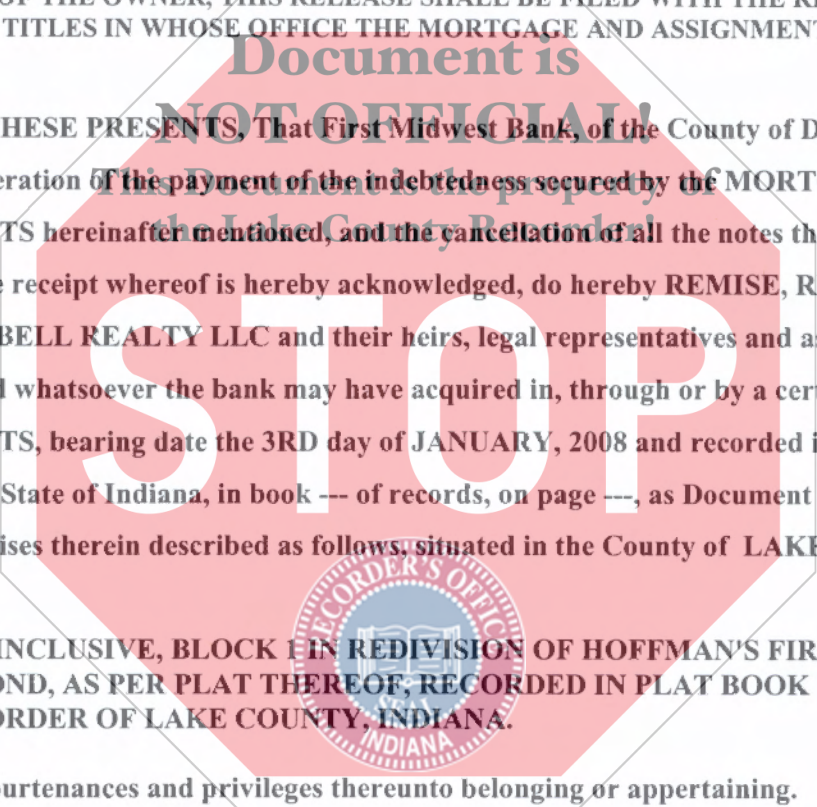 OF THE OWNER, THIS RELEASE SHALL BE FILED WITH THE RE
TITLES IN WHOSE OFFICE THE MORTGAGE AND ASSIGNMENT
Document is
NOT OFFICIAL!
This Document is the property of
the Lake County Recorder!
HESE PRESENTS, That First Midwest Bank, of the County of D
eration of the payment of the indebtedness secured by the MORT
TS hereinafter mentioned, and the cancellation of all the notes th
e receipt whereof is hereby acknowledged, do hereby REMISE, R
BELL REALTY LLC and their heirs, legal representatives and as
l whatsoever the bank may have acquired in, through or by a cert
TS, bearing date the 3RD day of JANUARY, 2008 and recorded i
State of Indiana, in book --- of records, on page ---, as Document
ises therein described as follows, situated in the County of LAKE
STOP
INCLUSIVE, BLOCK 1 IN REDIVISION OF HOFFMAN'S FIR
OND, AS PER PLAT THEREOF, RECORDED IN PLAT BOOK
ORDER OF LAKE COUNTY, INDIANA.
RECORDER'S OFFICE
SEAL
INDIANA
purtenances and privileges thereunto belonging or appertaining.